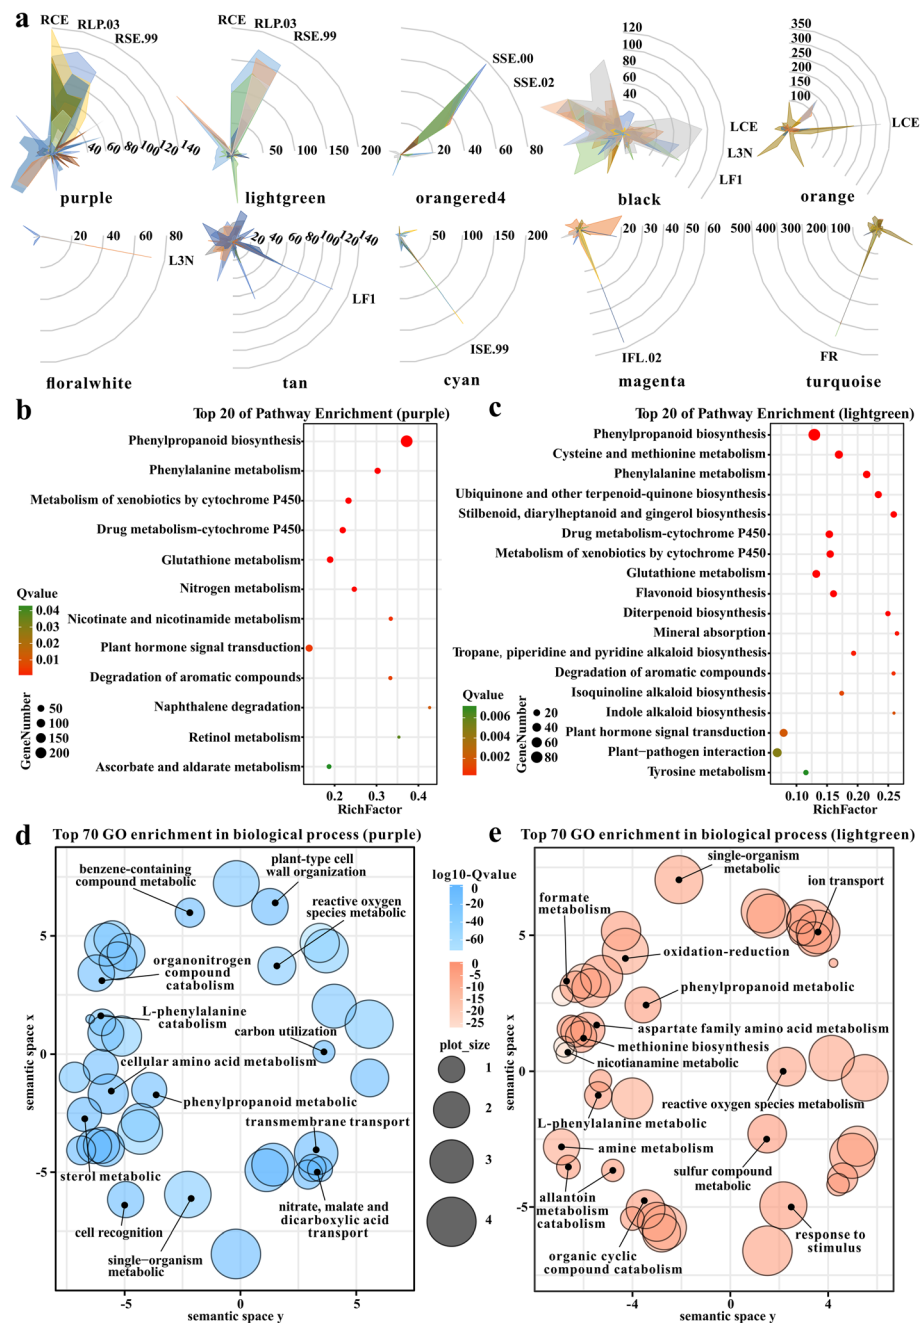 a
RCE
RLP.03
RSE.99
40 60 80 100 120 140
purple
RCE
RLP.03
RSE.99
50 100 150 200
lightgreen
SSE.00
SSE.02
20 40 60 80
orangered4
120
100
80
60
40
LCE
L3N
LF1
black
350
300
250
200
150
100
LCE
orange
20 40 60 80
L3N
floralwhite
20 40 60 80 100 120 140
LF1
tan
50 100 150 200
ISE.99
cyan
20 25 30 40 50 60
IFL.02
magenta
500 400 300 200 100
FR
turquoise
b
Top 20 of Pathway Enrichment (purple)
Phenylpropanoid biosynthesis
Phenylalanine metabolism
Metabolism of xenobiotics by cytochrome P450
Drug metabolism-cytochrome P450
Glutathione metabolism
Nitrogen metabolism
Nicotinate and nicotinamide metabolism
Plant hormone signal transduction
Degradation of aromatic compounds
Naphthalene degradation
Retinol metabolism
Ascorbate and aldarate metabolism
0.2 0.3 0.4
RichFactor
Qvalue
0.04
0.03
0.02
0.01
GeneNumber
50
100
150
200
c
Top 20 of Pathway Enrichment (lightgreen)
Phenylpropanoid biosynthesis
Cysteine and methionine metabolism
Phenylalanine metabolism
Ubiquinone and other terpenoid-quinone biosynthesis
Stilbenoid, diarylheptanoid and gingerol biosynthesis
Drug metabolism-cytochrome P450
Metabolism of xenobiotics by cytochrome P450
Glutathione metabolism
Flavonoid biosynthesis
Diterpenoid biosynthesis
Mineral absorption
Tropane, piperidine and pyridine alkaloid biosynthesis
Degradation of aromatic compounds
Isoquinoline alkaloid biosynthesis
Indole alkaloid biosynthesis
Plant hormone signal transduction
Plant−pathogen interaction
Tyrosine metabolism
0.10 0.15 0.20 0.25
RichFactor
Qvalue
0.006
0.004
0.002
GeneNumber
20
40
60
80
d
Top 70 GO enrichment in biological process (purple)
benzene-containing
compound metabolic
plant-type cell
wall organization
reactive oxygen
species metabolic
organonitrogen
compound
catabolism
L-phenylalanine
catabolism
carbon utilization
cellular amino acid metabolism
phenylpropanoid metabolic
transmembrane transport
sterol metabolic
cell recognition
single−organism
metabolic
nitrate, malate and
dicarboxylic acid
transport
5
0
-5
semantic space x
-5 0 5
semantic space y
log10-Qvalue
0
-20
-40
-60
0
-5
-10
-15
-20
-25
plot_size
1
2
3
4
e
Top 70 GO enrichment in biological process (lightgreen)
single-organism
metabolic
ion transport
formate
metabolism
oxidation-reduction
phenylpropanoid metabolic
aspartate family amino acid metabolism
methionine biosynthesis
nicotianamine metabolic
reactive oxygen species metabolism
L-phenylalanine metabolic
amine metabolism
sulfur compound
metabolic
allantoin
metabolism
catabolism
organic cyclic
compound catabolism
response to
stimulus
5
0
-5
semantic space x
-4 0 4
semantic space y